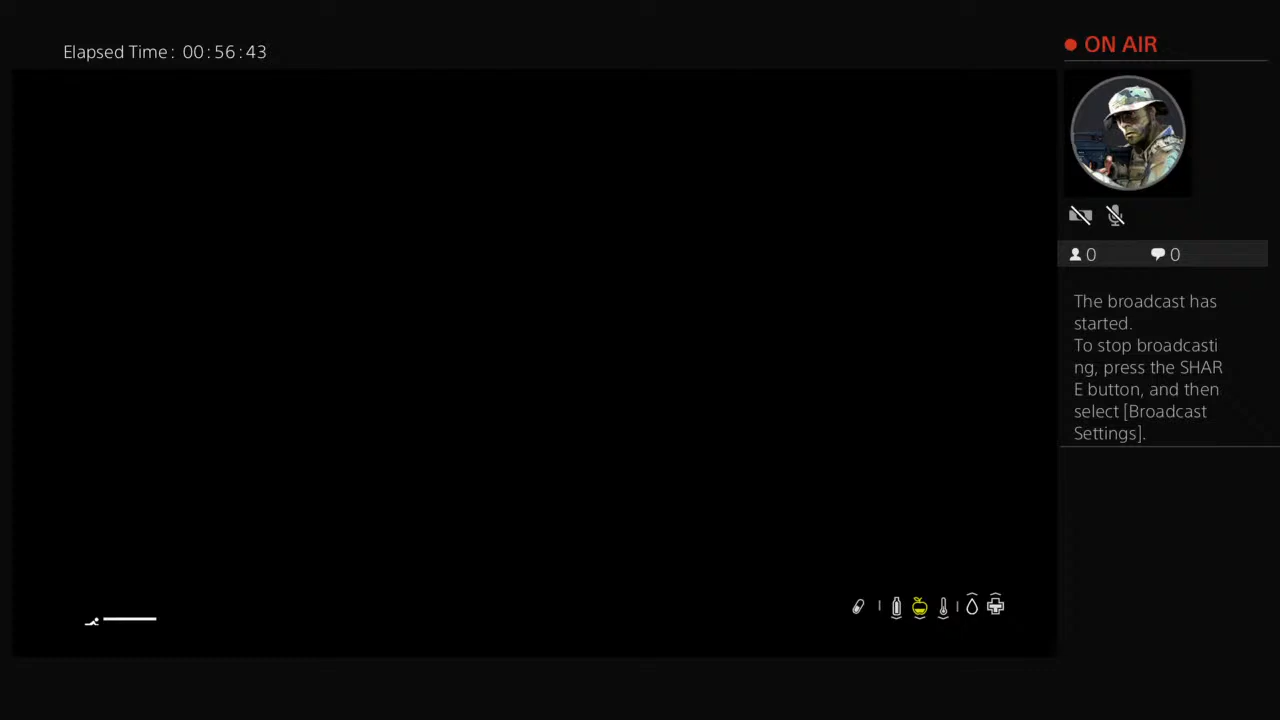 Elapsed Time: 00:56:43
ON AIR
0 0
The broadcast has
started.
To stop broadcasti
ng, press the SHAR
E button, and then
select [Broadcast
Settings].